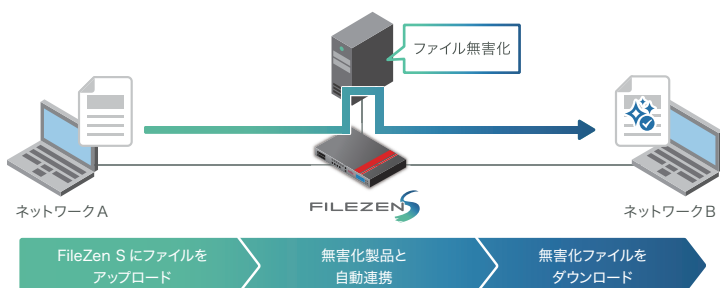 ファイル無害化
FILEZEN S
ネットワークA
ネットワークB
FileZen S にファイルを
アップロード
無害化製品と
自動連携
無害化ファイルを
ダウンロード